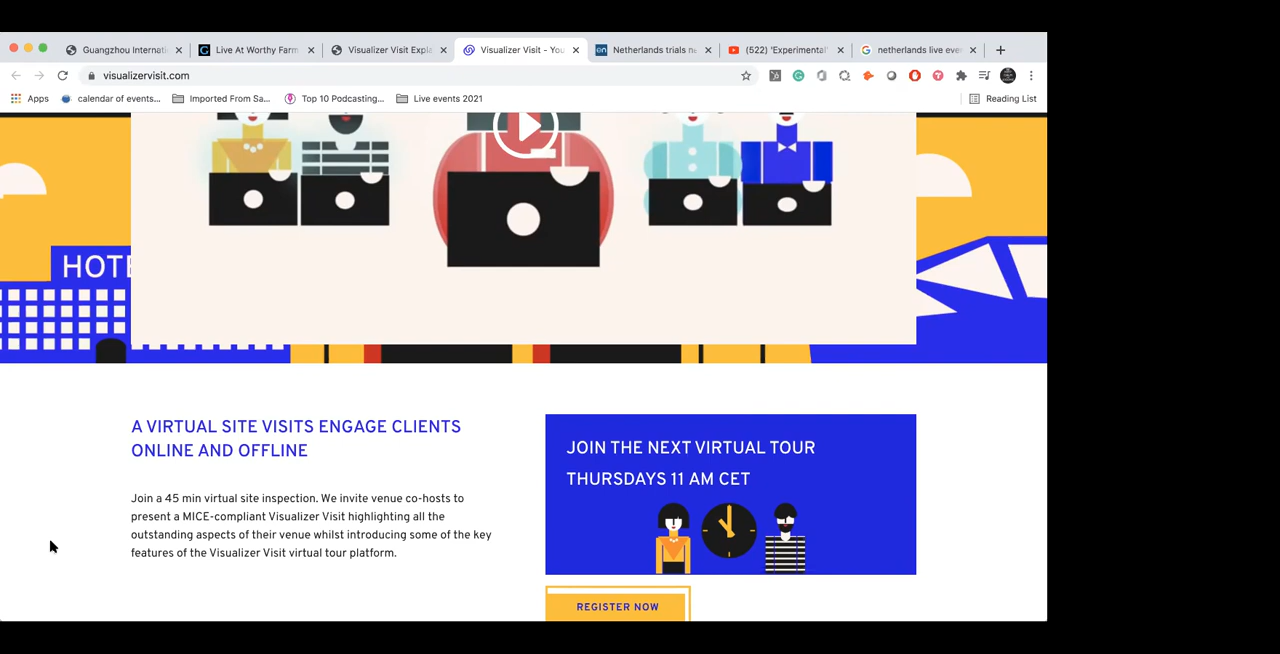 Guangzhou Internati
Live At Worthy Farm
Visualizer Visit Expla
Visualizer Visit - You
Netherlands trials n
(522) 'Experimental'
netherlands live eve
visualizervisit.com
Apps
calendar of events...
Imported From Sa...
Top 10 Podcasting...
Live events 2021
Reading List
HOTE
A VIRTUAL SITE VISITS ENGAGE CLIENTS
ONLINE AND OFFLINE
Join a 45 min virtual site inspection. We invite venue co-hosts to
present a MICE-compliant Visualizer Visit highlighting all the
outstanding aspects of their venue whilst introducing some of the key
features of the Visualizer Visit virtual tour platform.
JOIN THE NEXT VIRTUAL TOUR
THURSDAYS 11 AM CET
REGISTER NOW